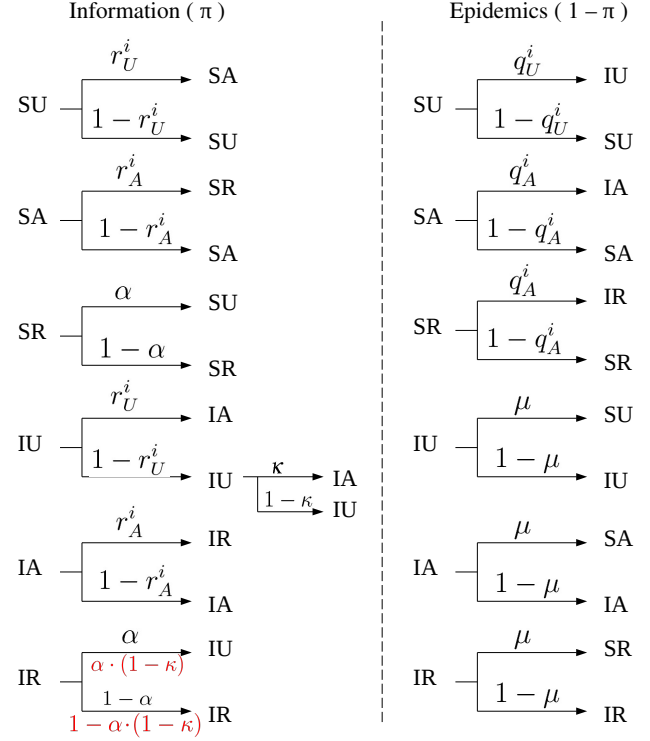 Information ( π )
r_U^i
SA
SU
1 − r_U^i
SU
r_A^i
SR
SA
1 − r_A^i
SA
α
SU
SR
1 − α
SR
r_U^i
IA
IU
1 − r_U^i
IU
κ
IA
1 − κ
IU
r_A^i
IR
IA
1 − r_A^i
IA
α
IU
α · (1 − κ)
IR
1 − α
IR
1 − α·(1 − κ)
Epidemics ( 1 – π )
q_U^i
IU
SU
1 − q_U^i
SU
q_A^i
IA
SA
1 − q_A^i
SA
q_A^i
IR
SR
1 − q_A^i
SR
μ
SU
IU
1 − μ
IU
μ
SA
IA
1 − μ
IA
μ
SR
IR
1 − μ
IR